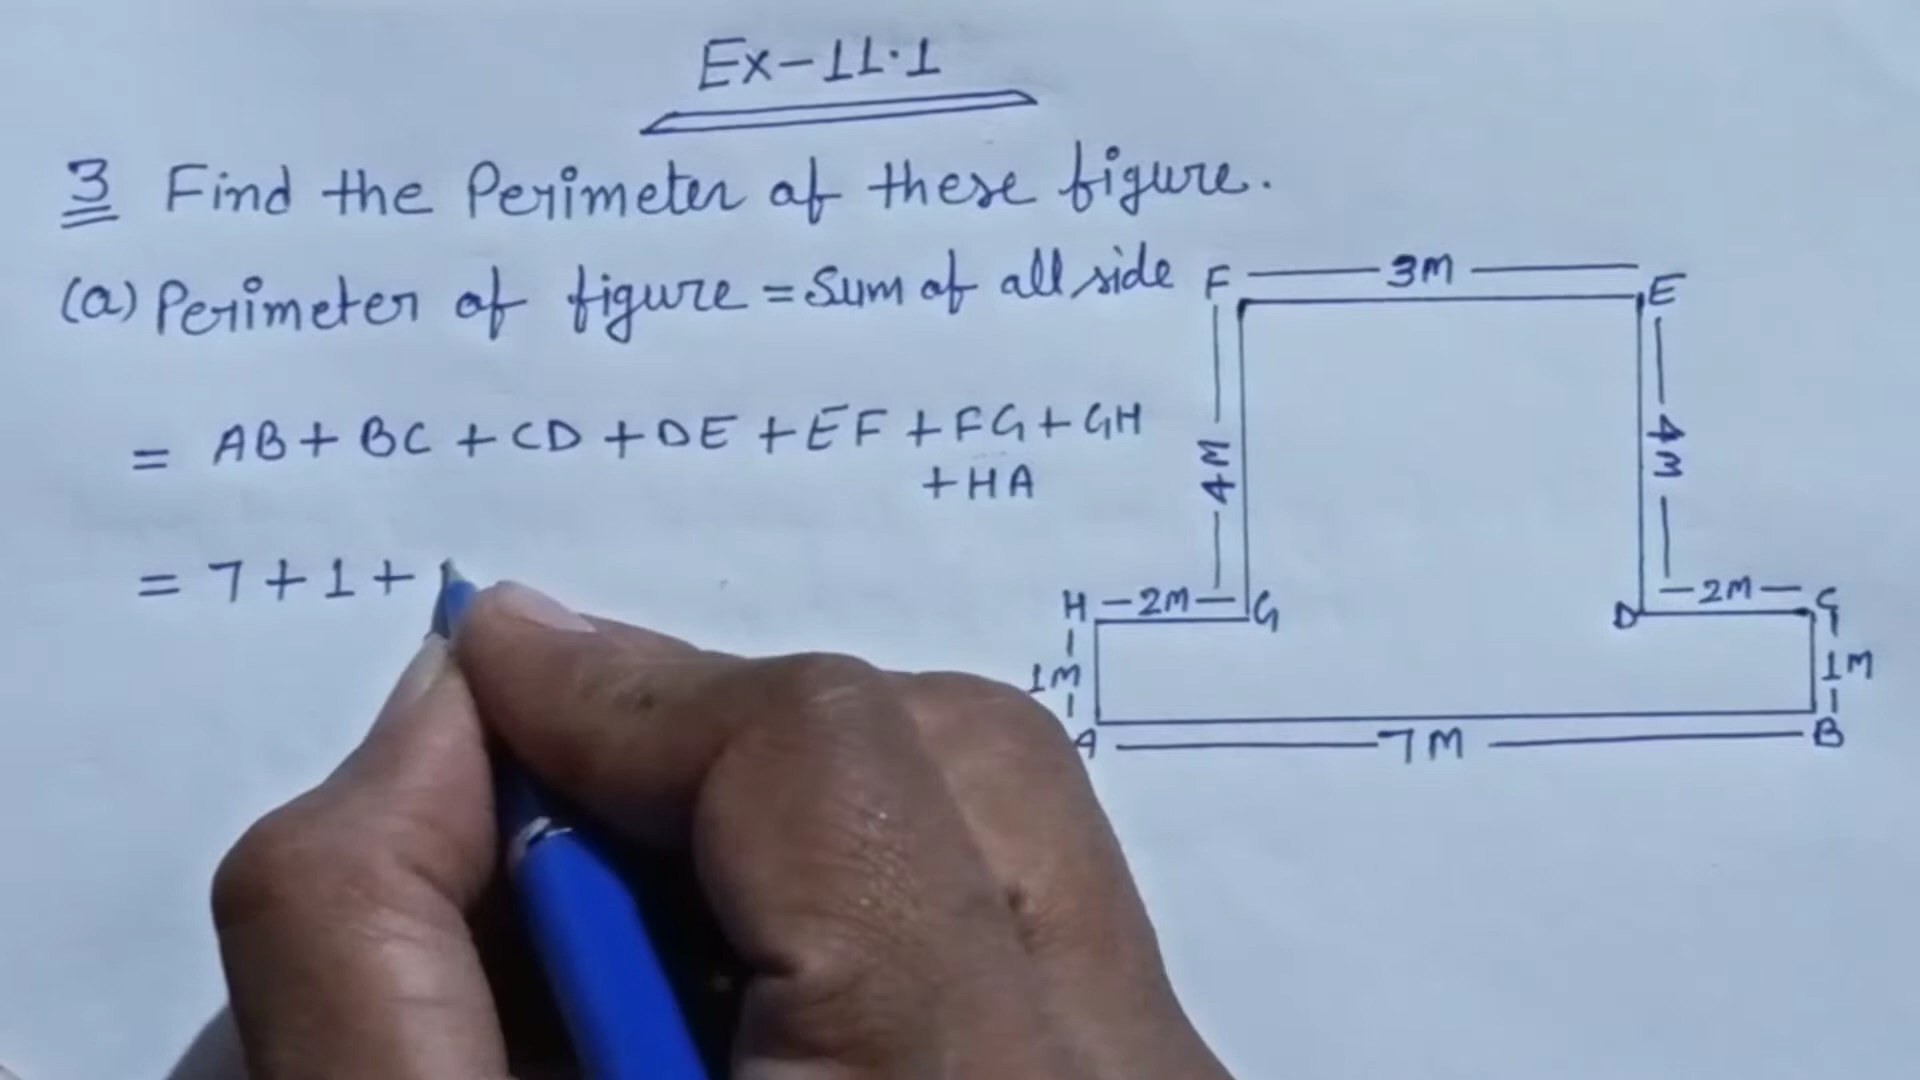 Ex-11.1
3 Find the Perimeter of these figure.
(a) Perimeter of figure = Sum of all side
= AB + BC + CD + DE + EF + FG + GH
+ HA
= 7 + 1 +
F 3M E
4M 4M
H 2M G D 2M C
1M 1M
A 7M B